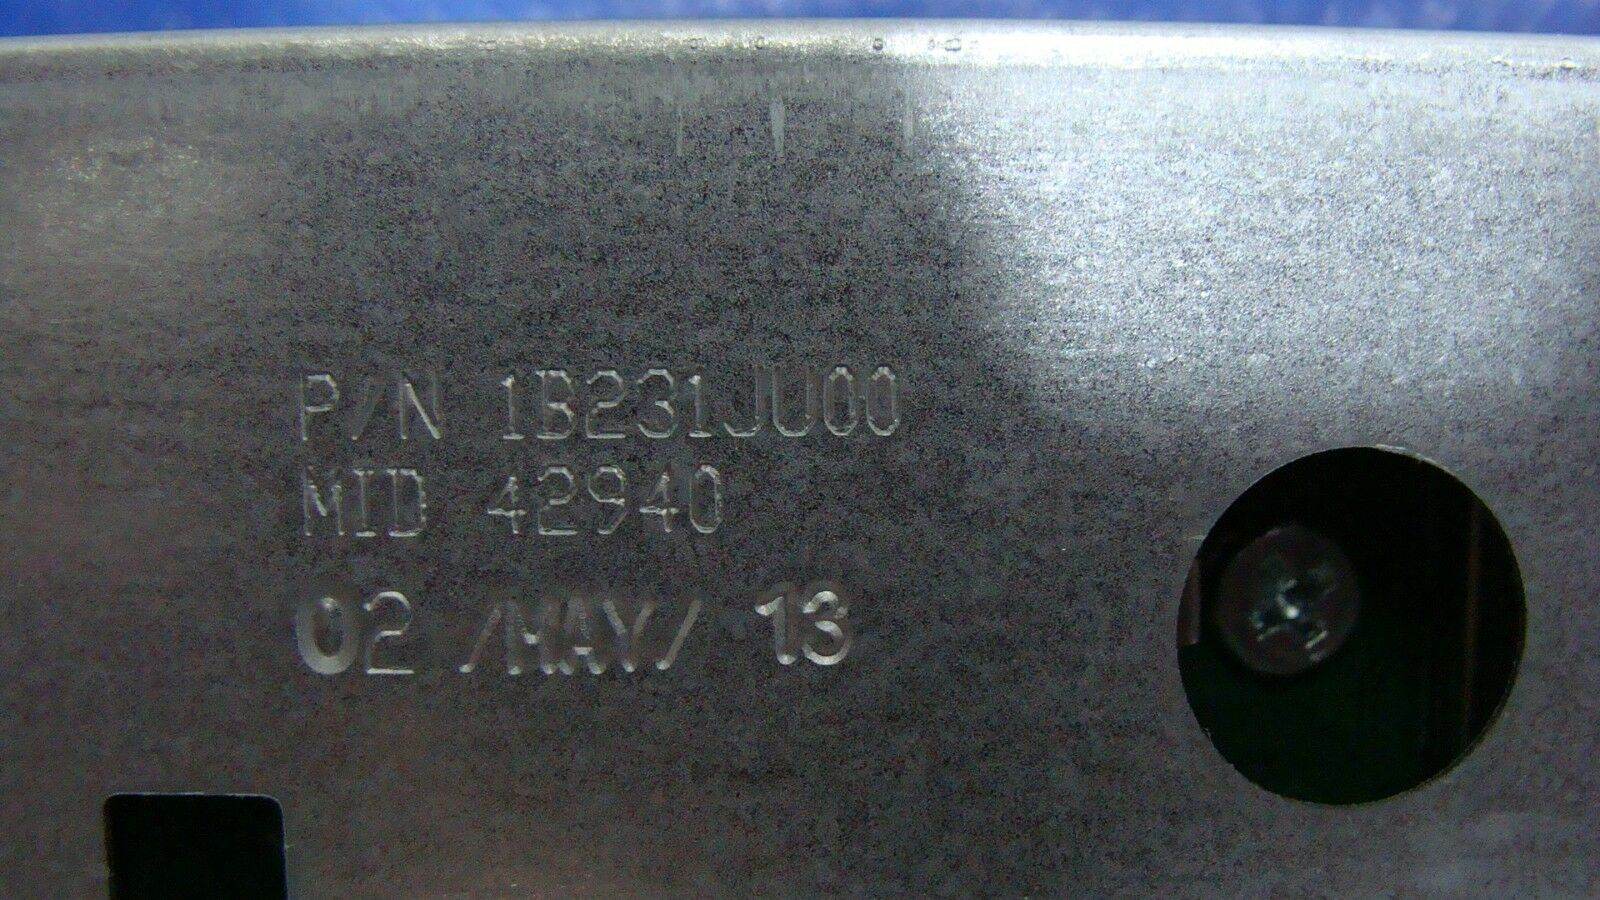 P/N 1B231JU00
MID 42940
02 /MAY/ 13